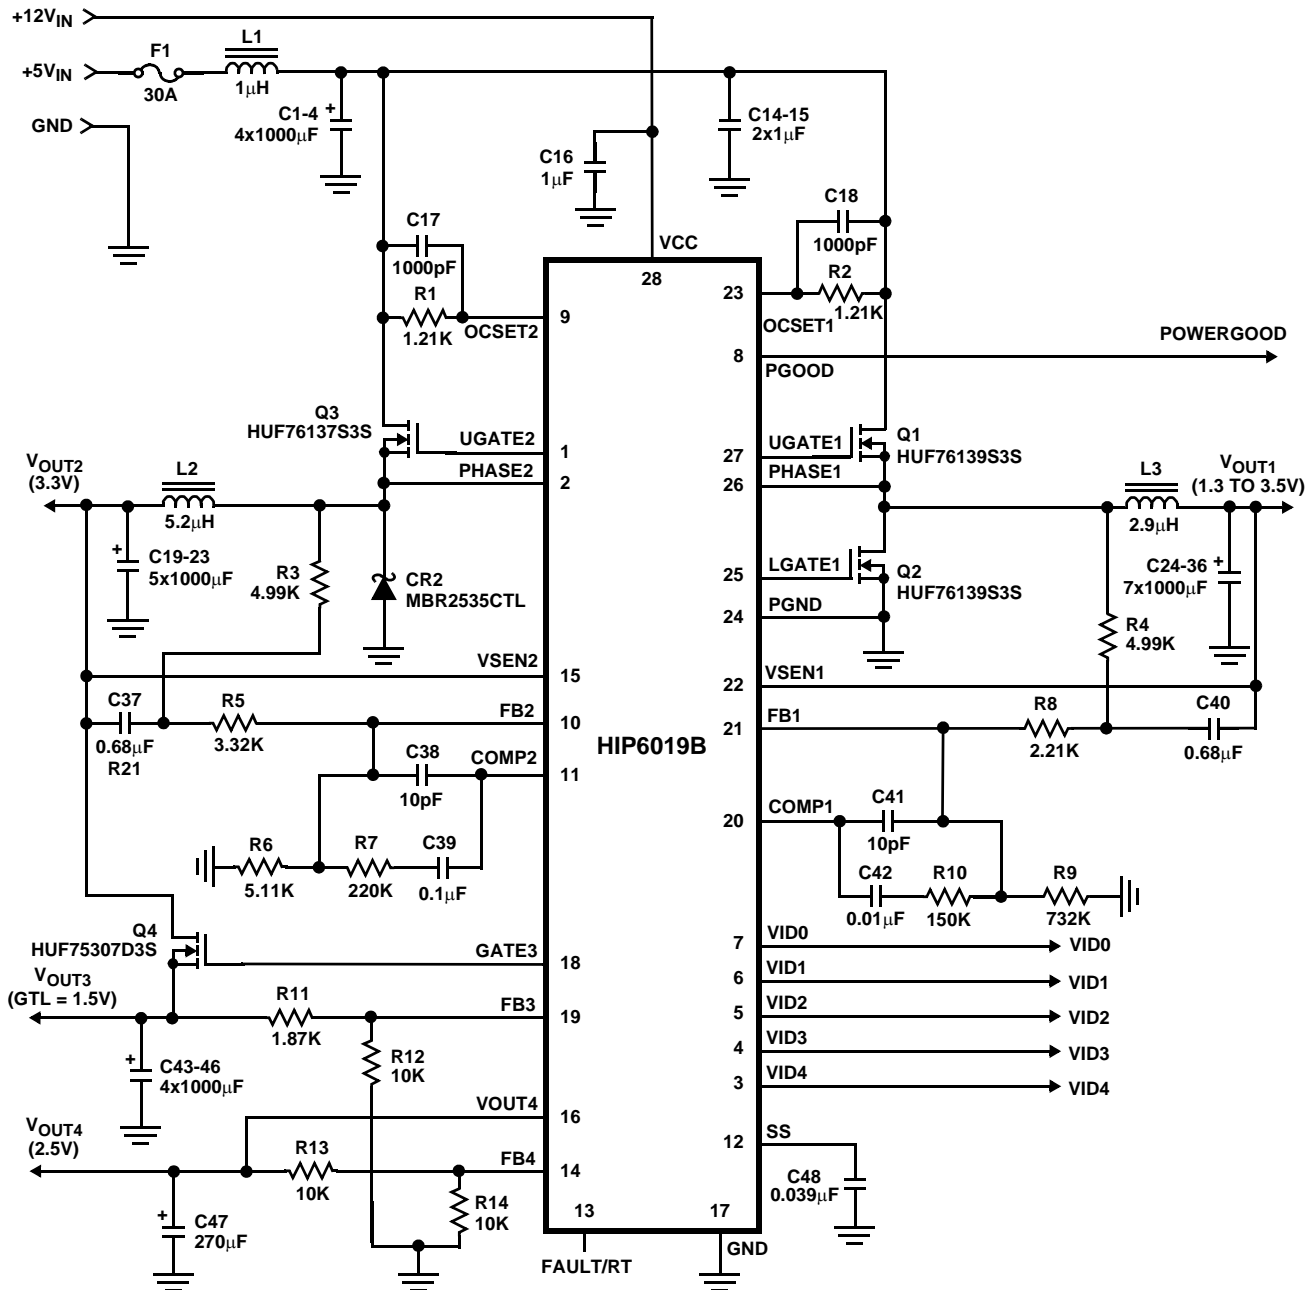 +12VIN
+5VIN
F1
30A
L1
1μH
GND
C1-4
4x1000μF
+
C14-15
2x1μF
C16
1μF
C17
1000pF
R1
1.21K
OCSET2
9
VCC
28
C18
1000pF
R2
1.21K
23
OCSET1
8
PGOOD
POWERGOOD
Q3
HUF76137S3S
UGATE2
1
PHASE2
2
27
UGATE1
Q1
HUF76139S3S
PHASE1
26
VOUT2
(3.3V)
L2
5.2μH
+
C19-23
5x1000μF
R3
4.99K
CR2
MBR2535CTL
L3
2.9μH
VOUT1
(1.3 TO 3.5V)
25
LGATE1
Q2
HUF76139S3S
24
PGND
C24-36
7x1000μF
+
R4
4.99K
VSEN2
15
22
VSEN1
C37
0.68μF
R21
R5
3.32K
FB2
10
21
FB1
R8
2.21K
C40
0.68μF
HIP6019B
C38
10pF
COMP2
11
20
COMP1
C41
10pF
R6
5.11K
R7
220K
C39
0.1μF
C42
0.01μF
R10
150K
R9
732K
Q4
HUF75307D3S
GATE3
18
7
VID0
VID0
6
VID1
VID1
5
VID2
VID2
4
VID3
VID3
3
VID4
VID4
VOUT3
(GTL = 1.5V)
R11
1.87K
FB3
19
+
C43-46
4x1000μF
R12
10K
VOUT4
16
VOUT4
(2.5V)
R13
10K
FB4
14
12
SS
C48
0.039μF
+
C47
270μF
R14
10K
13
17
FAULT/RT
GND